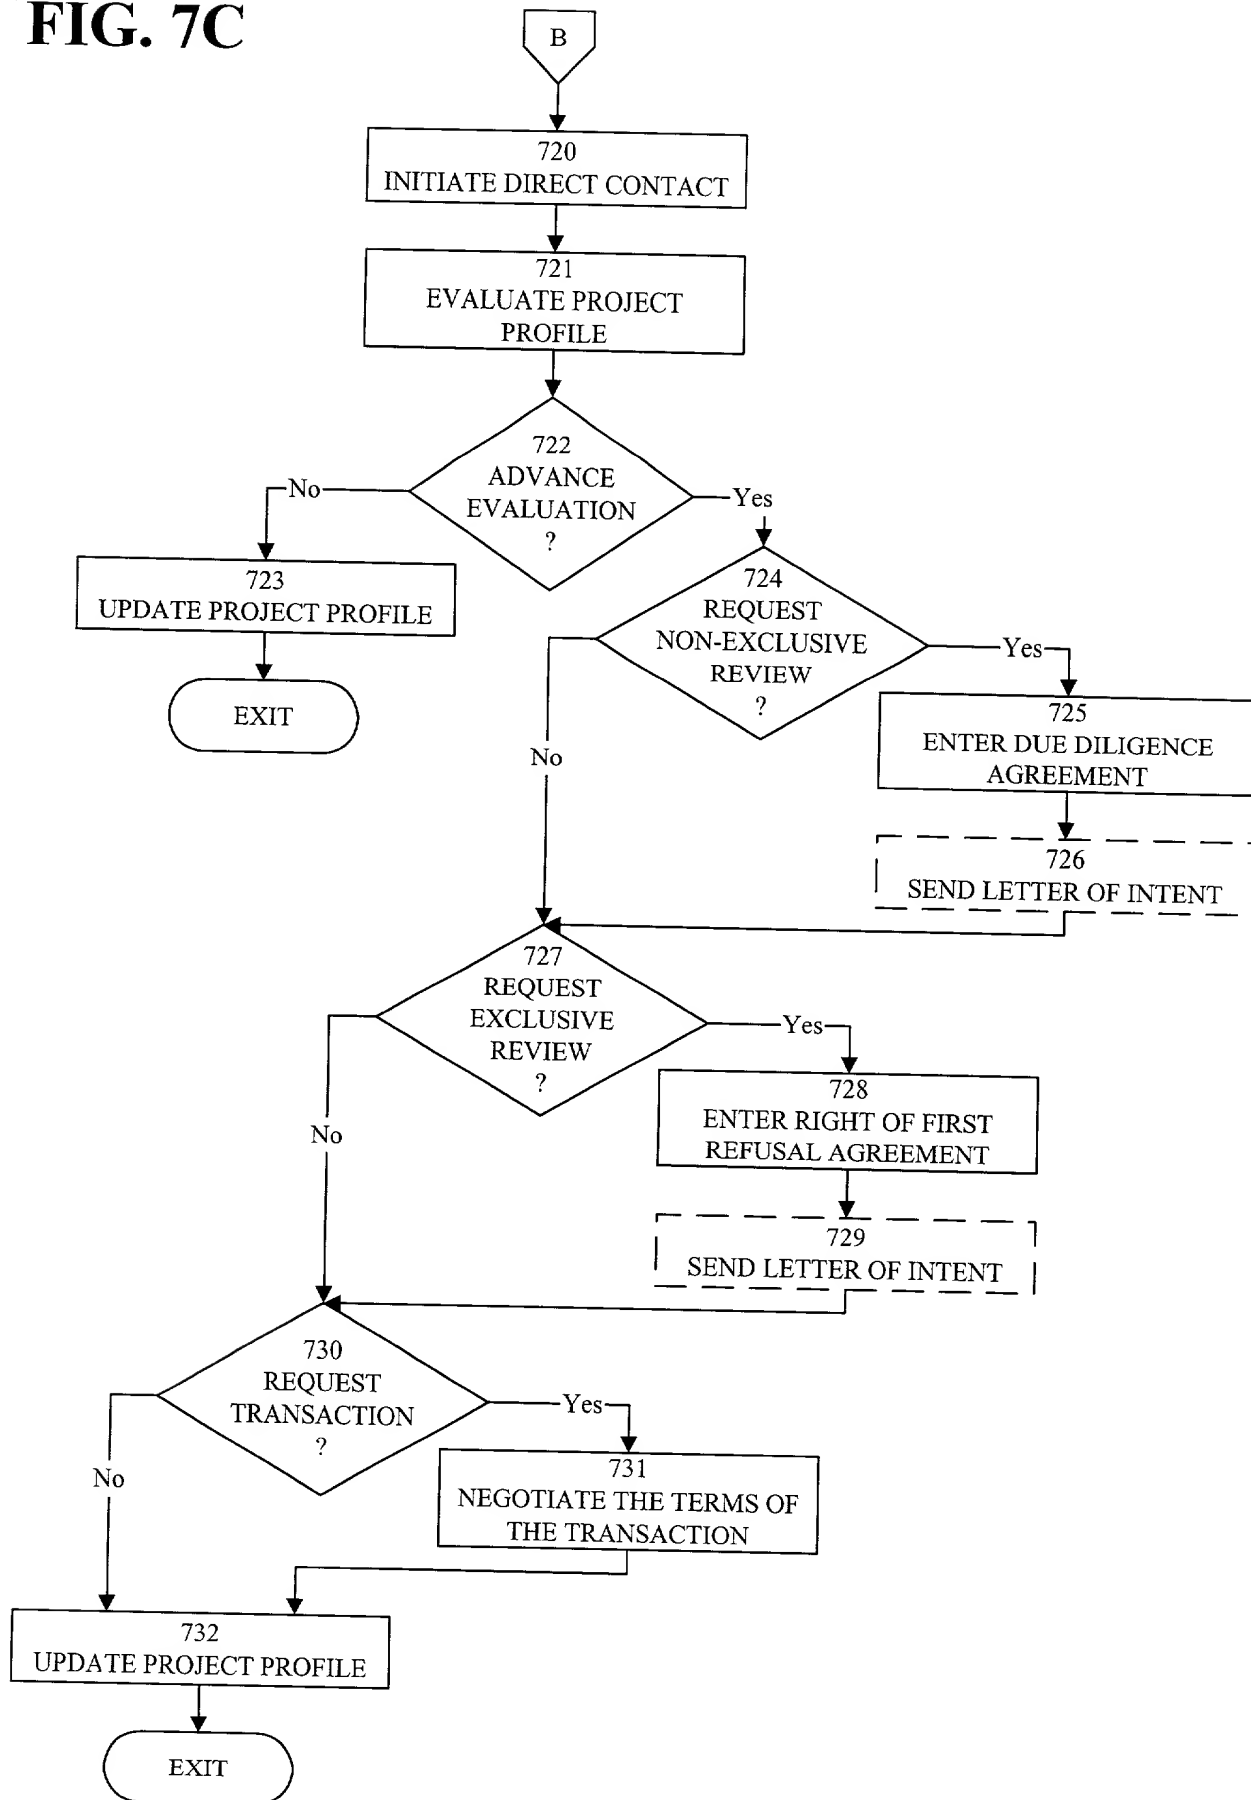 FIG. 7C
B
720
INITIATE DIRECT CONTACT
721
EVALUATE PROJECT
PROFILE
722
ADVANCE
EVALUATION
?
No
Yes
723
UPDATE PROJECT PROFILE
EXIT
724
REQUEST
NON-EXCLUSIVE
REVIEW
?
Yes
No
725
ENTER DUE DILIGENCE
AGREEMENT
726
SEND LETTER OF INTENT
727
REQUEST
EXCLUSIVE
REVIEW
?
Yes
No
728
ENTER RIGHT OF FIRST
REFUSAL AGREEMENT
729
SEND LETTER OF INTENT
730
REQUEST
TRANSACTION
?
Yes
No
731
NEGOTIATE THE TERMS OF
THE TRANSACTION
732
UPDATE PROJECT PROFILE
EXIT